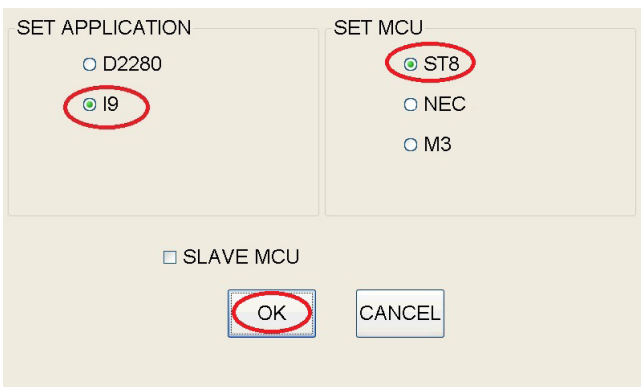 SET APPLICATION
D2280
I9
SET MCU
ST8
NEC
M3
SLAVE MCU
OK
CANCEL